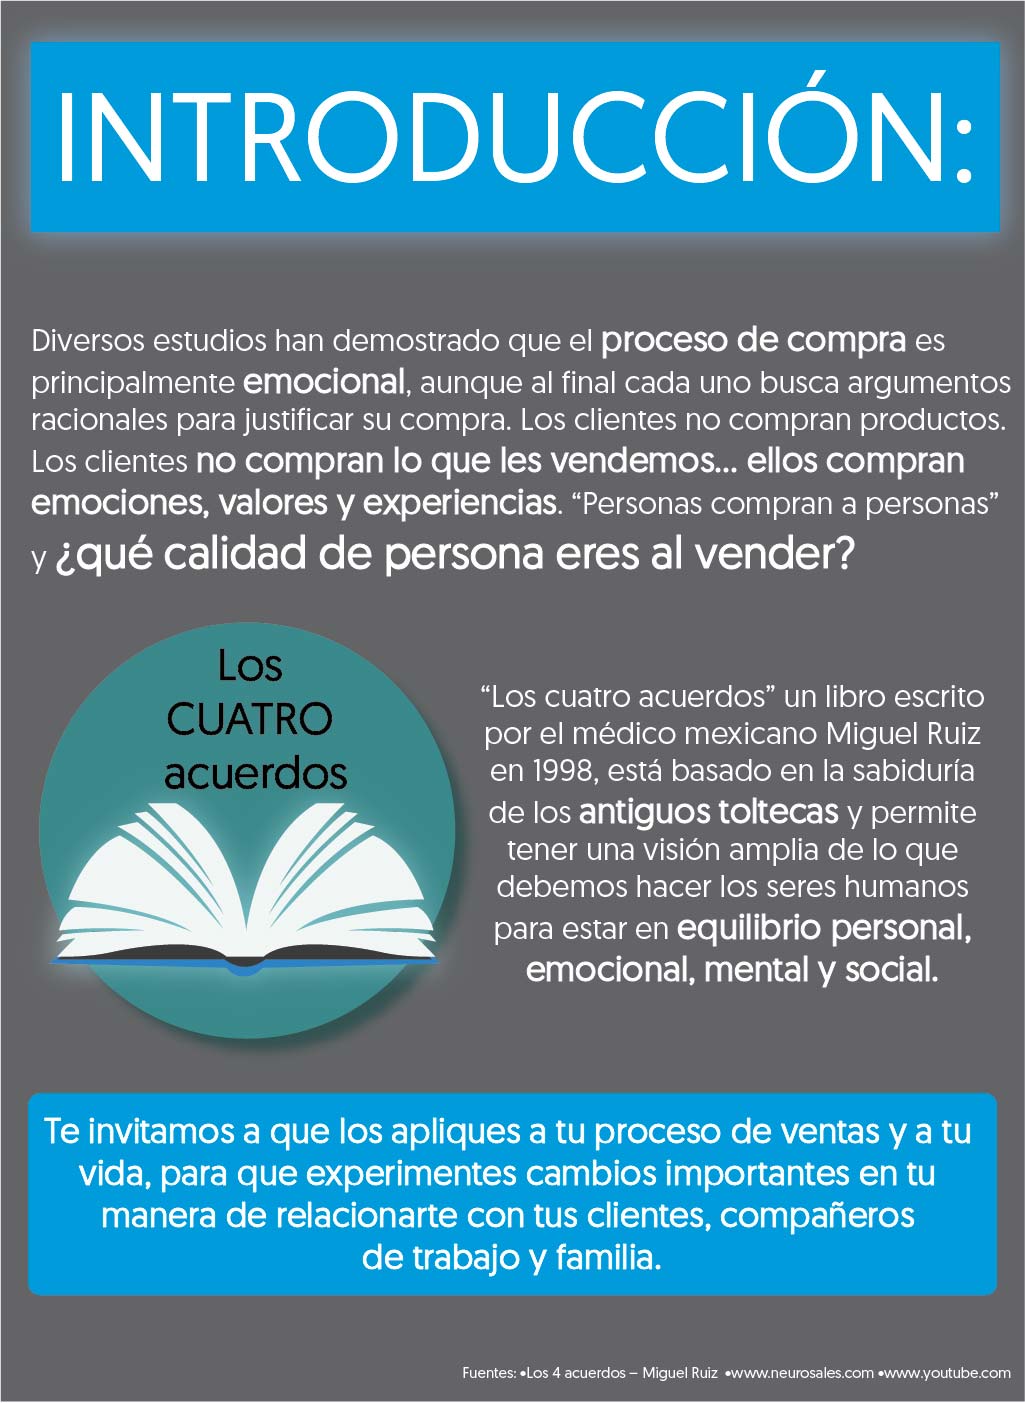 INTRODUCCIÓN:
Diversos estudios han demostrado que el proceso de compra es
principalmente emocional, aunque al final cada uno busca argumentos
racionales para justificar su compra. Los clientes no compran productos.
Los clientes no compran lo que les vendemos... ellos compran
emociones, valores y experiencias. “Personas compran a personas”
y ¿qué calidad de persona eres al vender?
Los
CUATRO
acuerdos
“Los cuatro acuerdos” un libro escrito
por el médico mexicano Miguel Ruiz
en 1998, está basado en la sabiduría
de los antiguos toltecas y permite
tener una visión amplia de lo que
debemos hacer los seres humanos
para estar en equilibrio personal,
emocional, mental y social.
Te invitamos a que los apliques a tu proceso de ventas y a tu
vida, para que experimentes cambios importantes en tu
manera de relacionarte con tus clientes, compañeros
de trabajo y familia.
Fuentes: •Los 4 acuerdos – Miguel Ruiz •www.neurosales.com •www.youtube.com